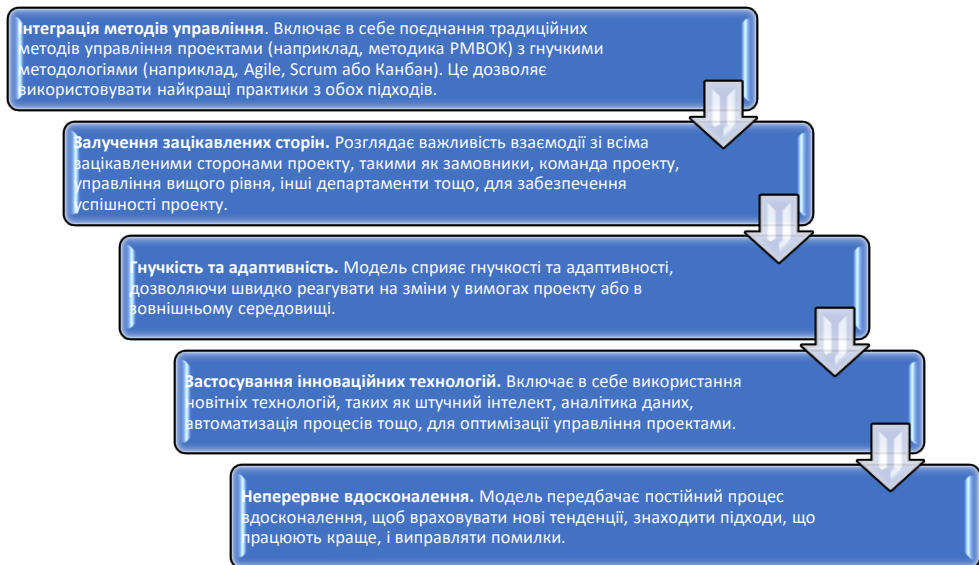 Інтеграція методів управління. Включає в себе поєднання традиційних
методів управління проектами (наприклад, методика PMBOK) з гнучкими
методологіями (наприклад, Agile, Scrum або Канбан). Це дозволяє
використовувати найкращі практики з обох підходів.
Залучення зацікавлених сторін. Розглядає важливість взаємодії зі всіма
зацікавленими сторонами проекту, такими як замовники, команда проекту,
управління вищого рівня, інші департаменти тощо, для забезпечення
успішності проекту.
Гнучкість та адаптивність. Модель сприяє гнучкості та адаптивності,
дозволяючи швидко реагувати на зміни у вимогах проекту або в
зовнішньому середовищі.
Застосування інноваційних технологій. Включає в себе використання
новітніх технологій, таких як штучний інтелект, аналітика даних,
автоматизація процесів тощо, для оптимізації управління проектами.
Неперервне вдосконалення. Модель передбачає постійний процес
вдосконалення, щоб враховувати нові тенденції, знаходити підходи, що
працюють краще, і виправляти помилки.